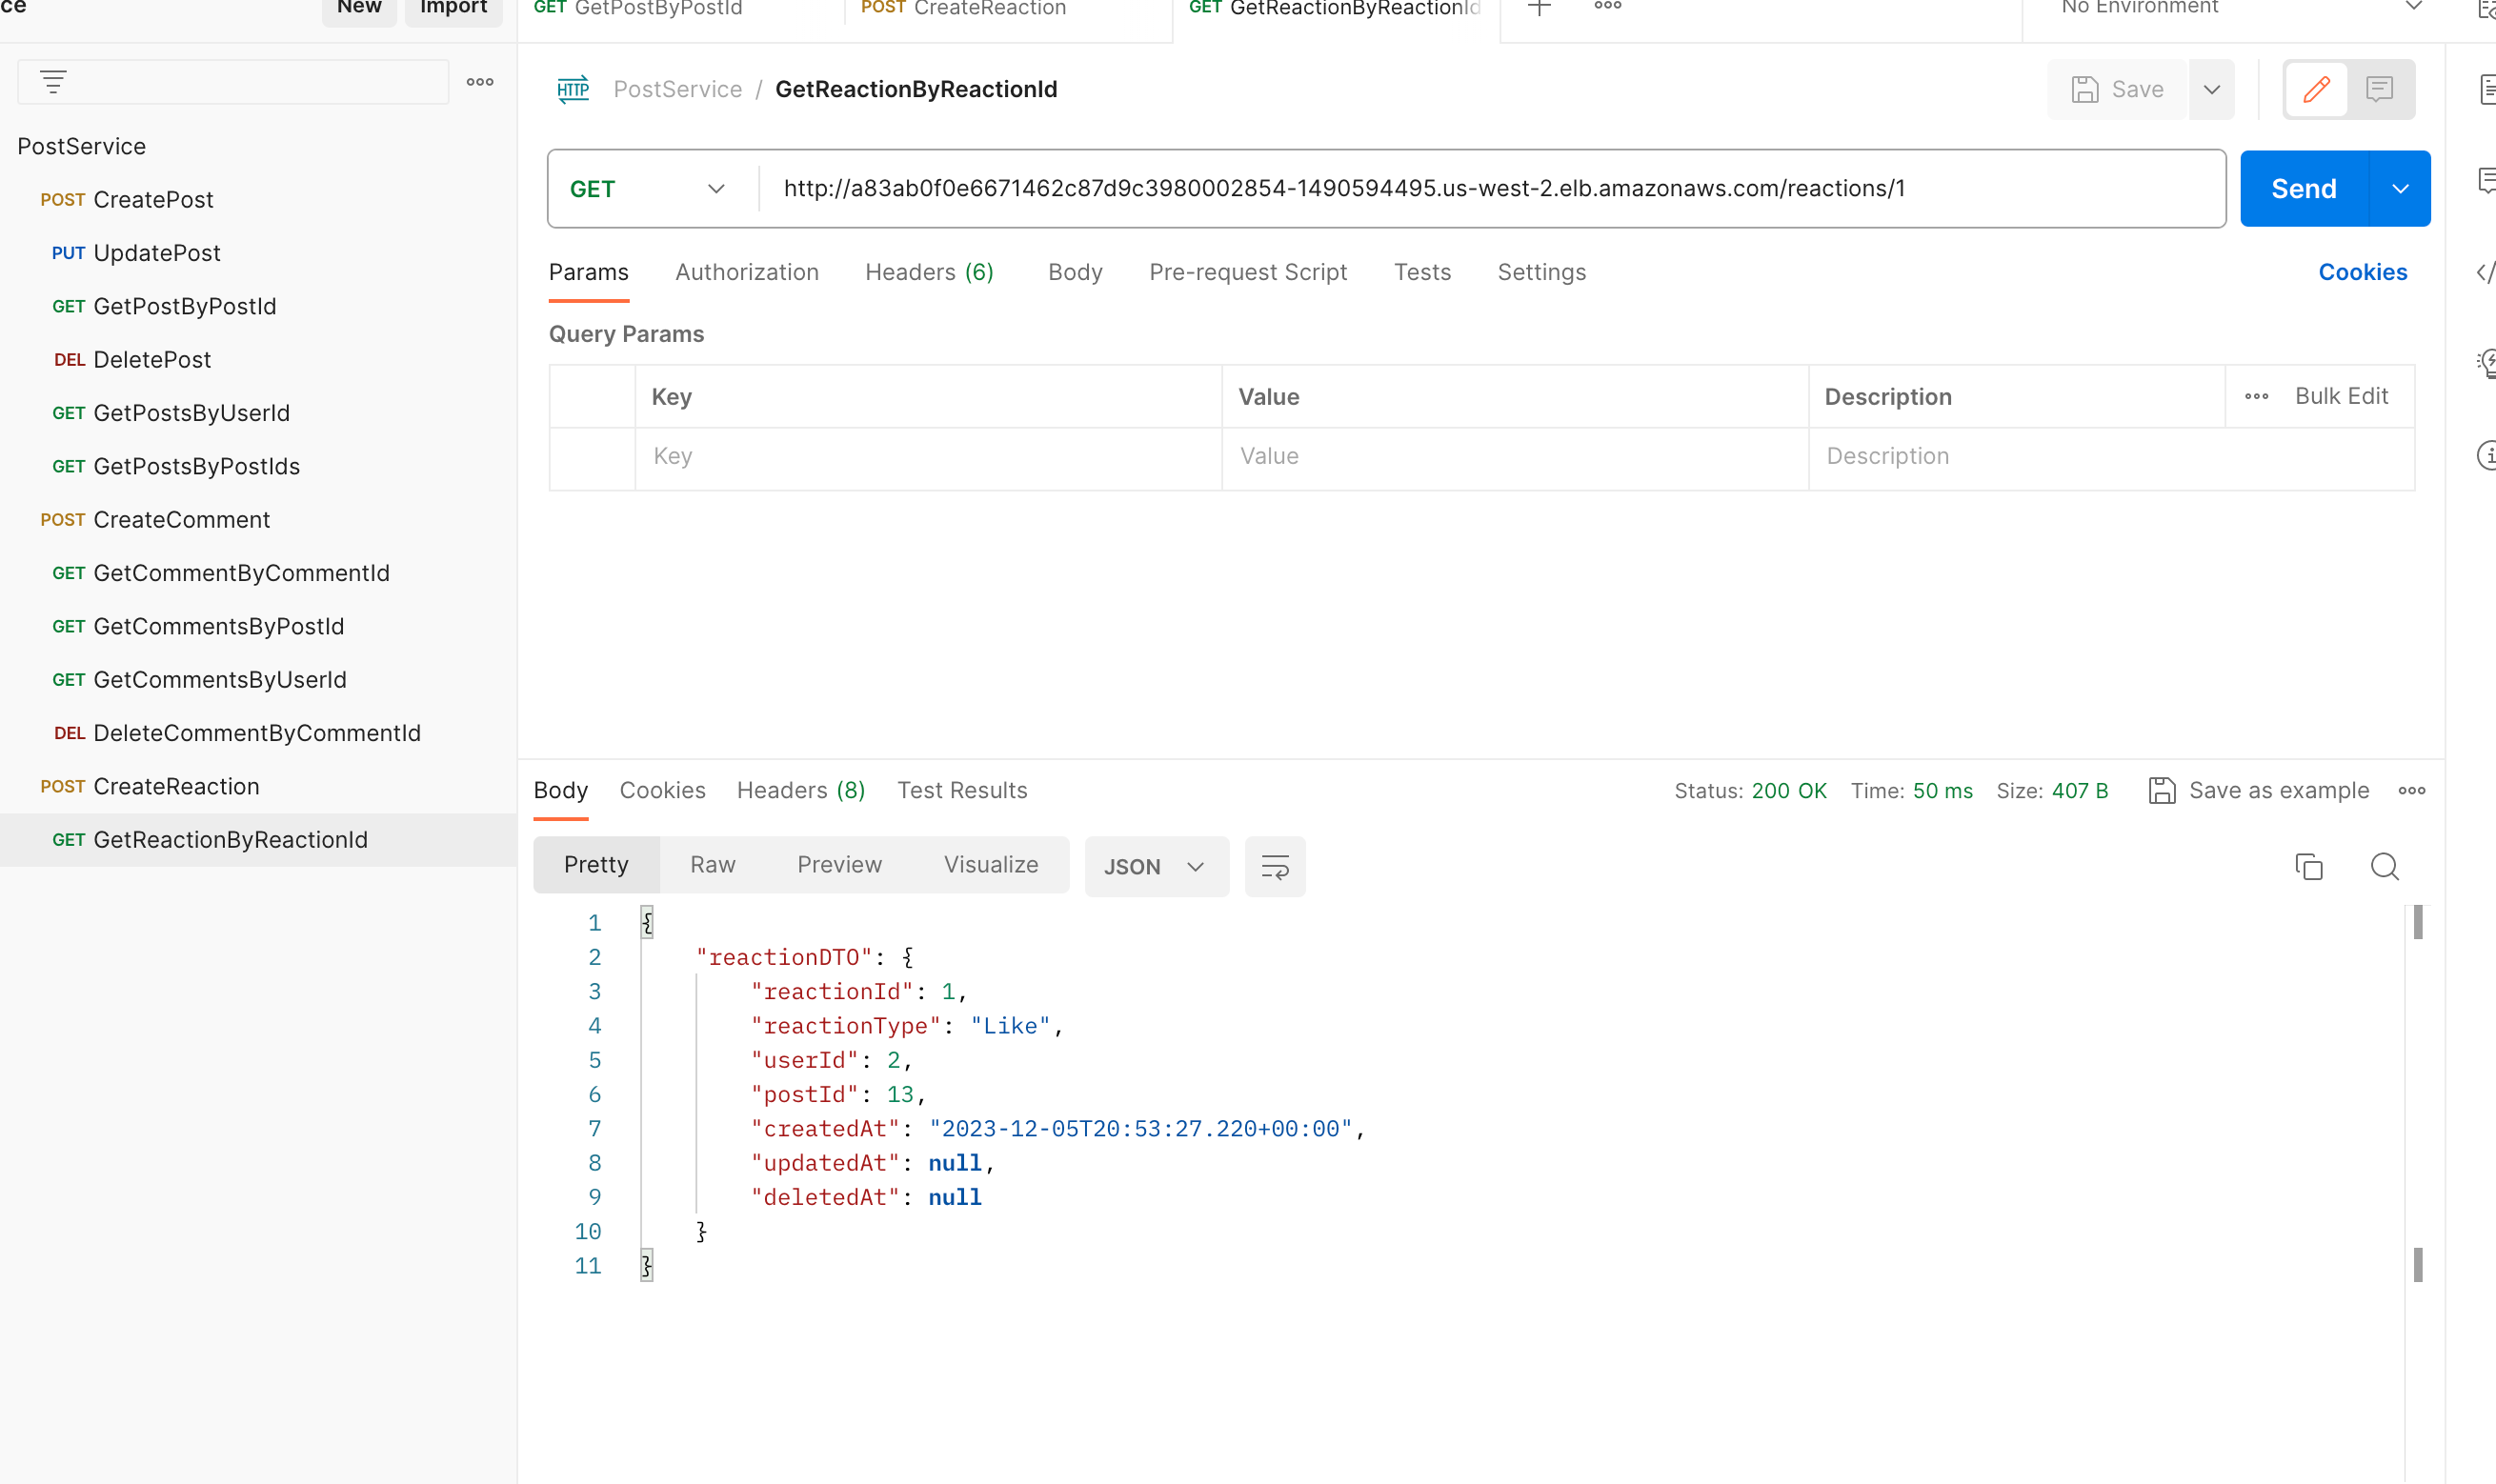 ce New Import GET GetPostByPostId POST CreateReaction GET GetReactionByReactionId No Environment
PostService
POST CreatePost
PUT UpdatePost
GET GetPostByPostId
DEL DeletePost
GET GetPostsByUserId
GET GetPostsByPostIds
POST CreateComment
GET GetCommentByCommentId
GET GetCommentsByPostId
GET GetCommentsByUserId
DEL DeleteCommentByCommentId
POST CreateReaction
GET GetReactionByReactionId
HTTP PostService / GetReactionByReactionId Save
GET http://a83ab0f0e6671462c87d9c3980002854-1490594495.us-west-2.elb.amazonaws.com/reactions/1 Send
Params Authorization Headers (6) Body Pre-request Script Tests Settings Cookies
Query Params
Key Value Description Bulk Edit
Key Value Description
Body Cookies Headers (8) Test Results Status: 200 OK Time: 50 ms Size: 407 B Save as example
Pretty Raw Preview Visualize JSON
1 {
2 "reactionDTO": {
3 "reactionId": 1,
4 "reactionType": "Like",
5 "userId": 2,
6 "postId": 13,
7 "createdAt": "2023-12-05T20:53:27.220+00:00",
8 "updatedAt": null,
9 "deletedAt": null
10 }
11 }